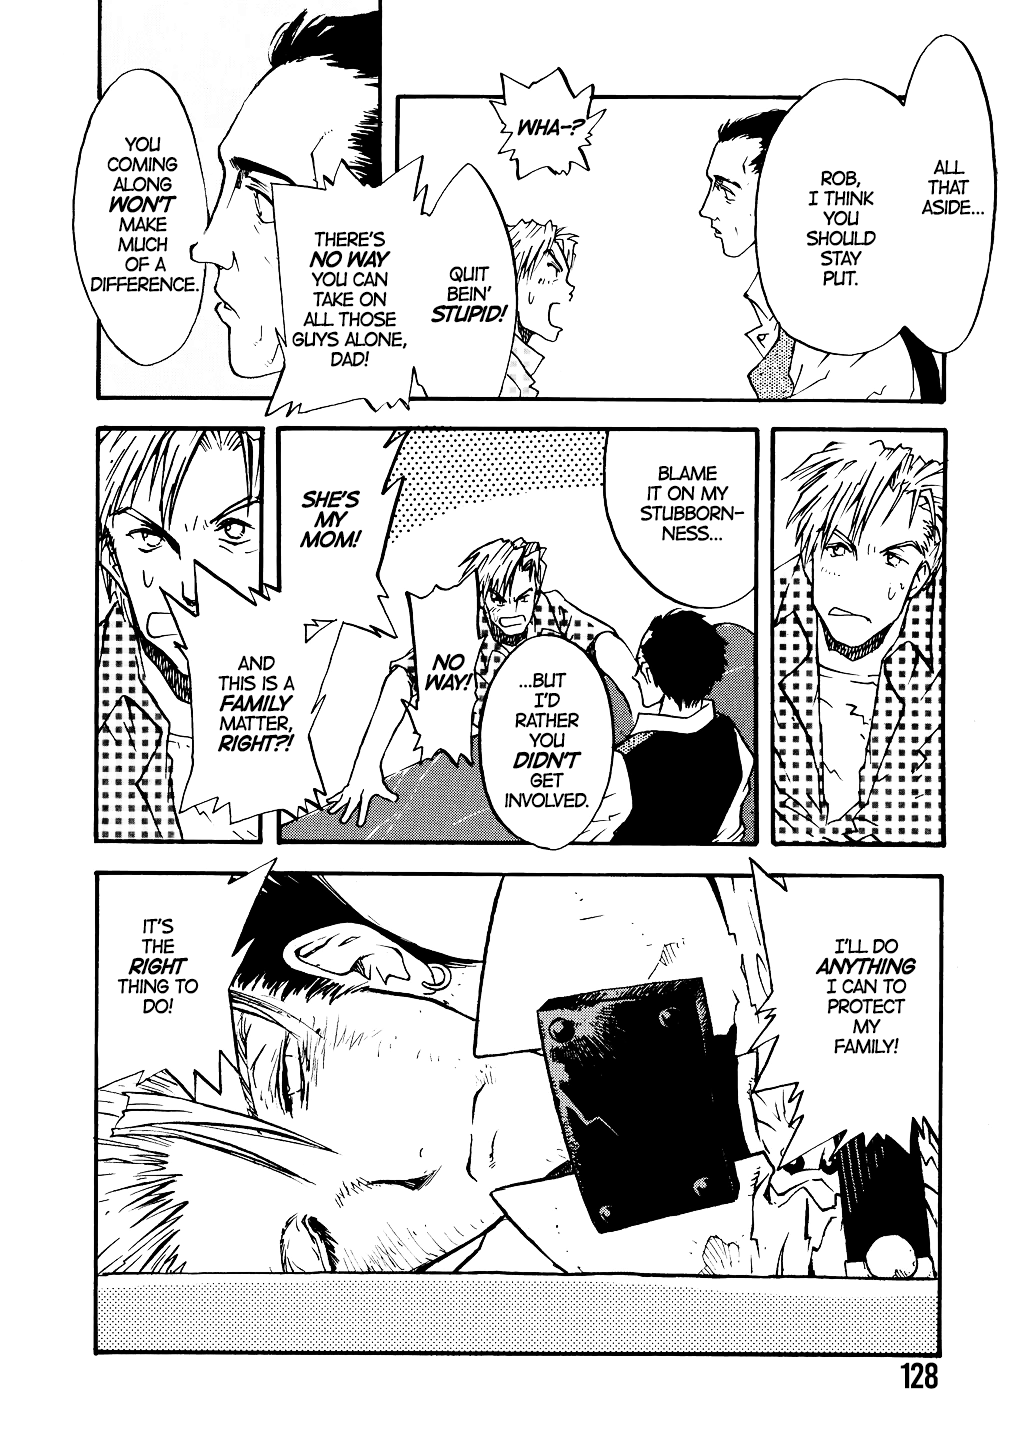 ALL
THAT
ASIDE...
ROB,
I THINK
YOU
SHOULD
STAY
PUT.
WHA-?
QUIT
BEIN'
STUPID!
THERE'S
NO WAY
YOU CAN
TAKE ON
ALL THOSE
GUYS ALONE,
DAD!
YOU
COMING
ALONG
WON'T
MAKE
MUCH
OF A
DIFFERENCE.
BLAME
IT ON MY
STUBBORN-
NESS...
...BUT
I'D
RATHER
YOU
DIDN'T
GET
INVOLVED.
NO
WAY!
SHE'S
MY
MOM!
AND
THIS IS A
FAMILY
MATTER,
RIGHT?!
I'LL DO
ANYTHING
I CAN TO
PROTECT
MY
FAMILY!
IT'S
THE
RIGHT
THING TO
DO!
128